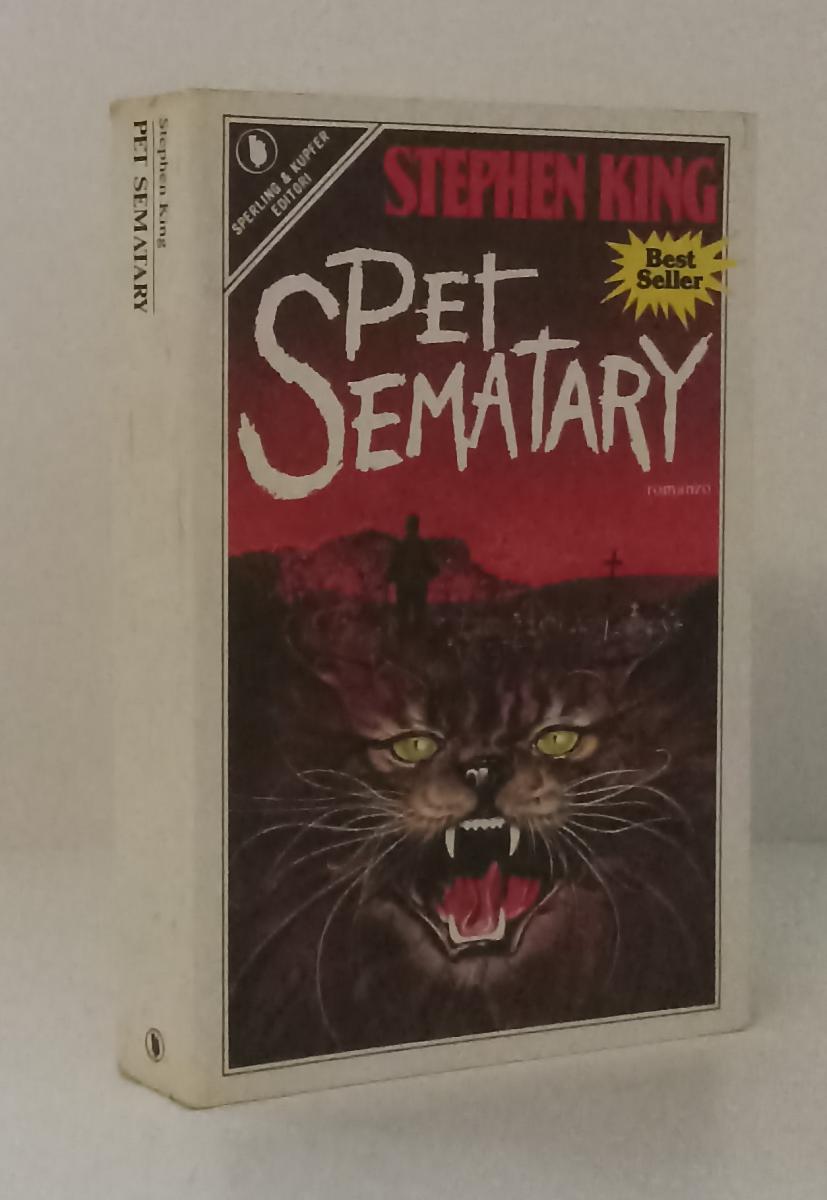 Stephen King
PET SEMATARY
SPERLING & KUPFER
EDITORI
STEPHEN KING
Best
Seller
PET
SEMATARY
romanzo